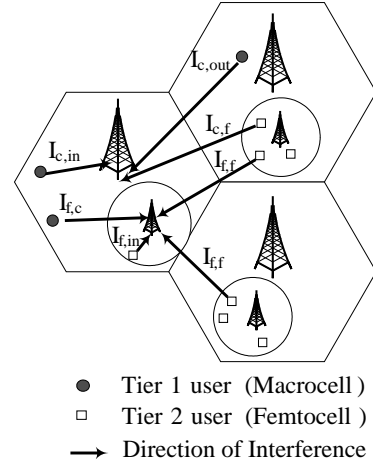 I_{c,out}
I_{c,f}
I_{c,in}
I_{f,f}
I_{f,c}
I_{f,in}
I_{f,f}
Tier 1 user (Macrocell )
Tier 2 user (Femtocell )
Direction of Interference